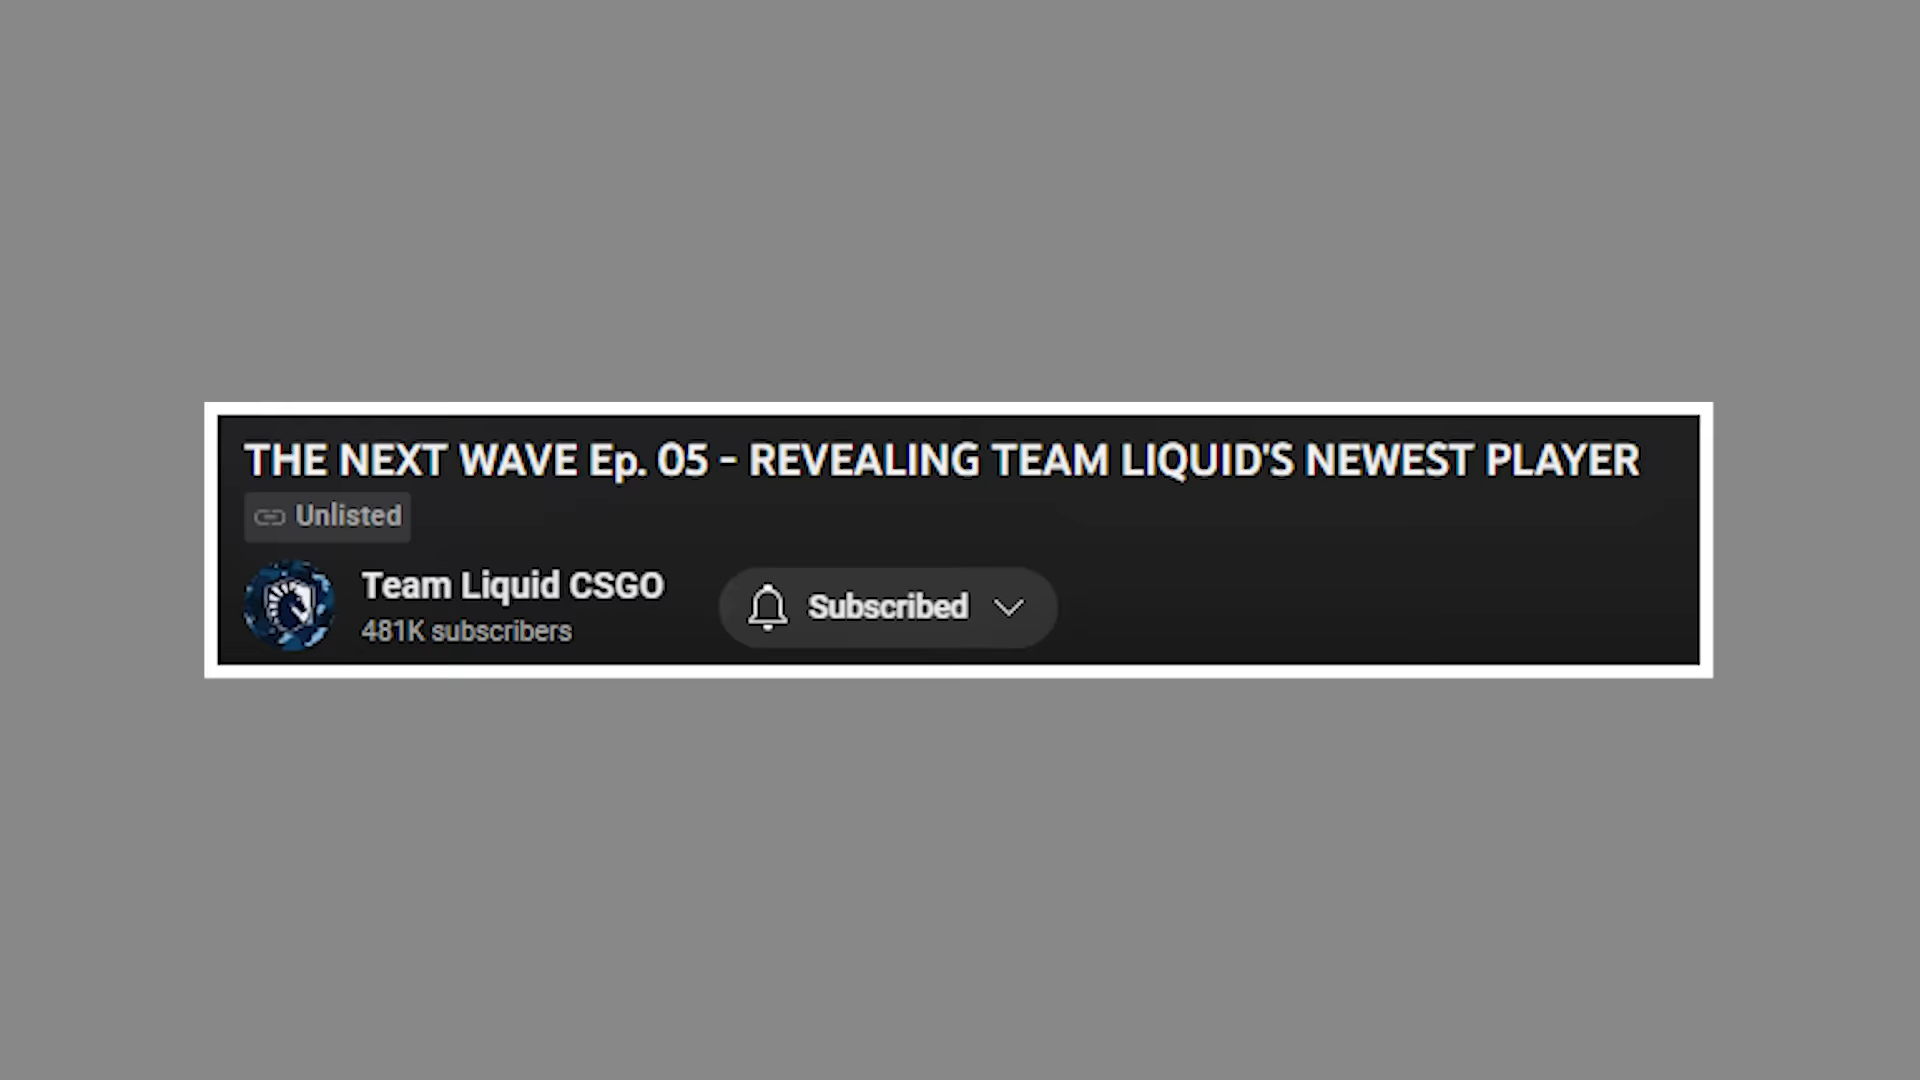 THE NEXT WAVE Ep. 05 - REVEALING TEAM LIQUID'S NEWEST PLAYER
Unlisted
Team Liquid CSGO
481K subscribers
Subscribed